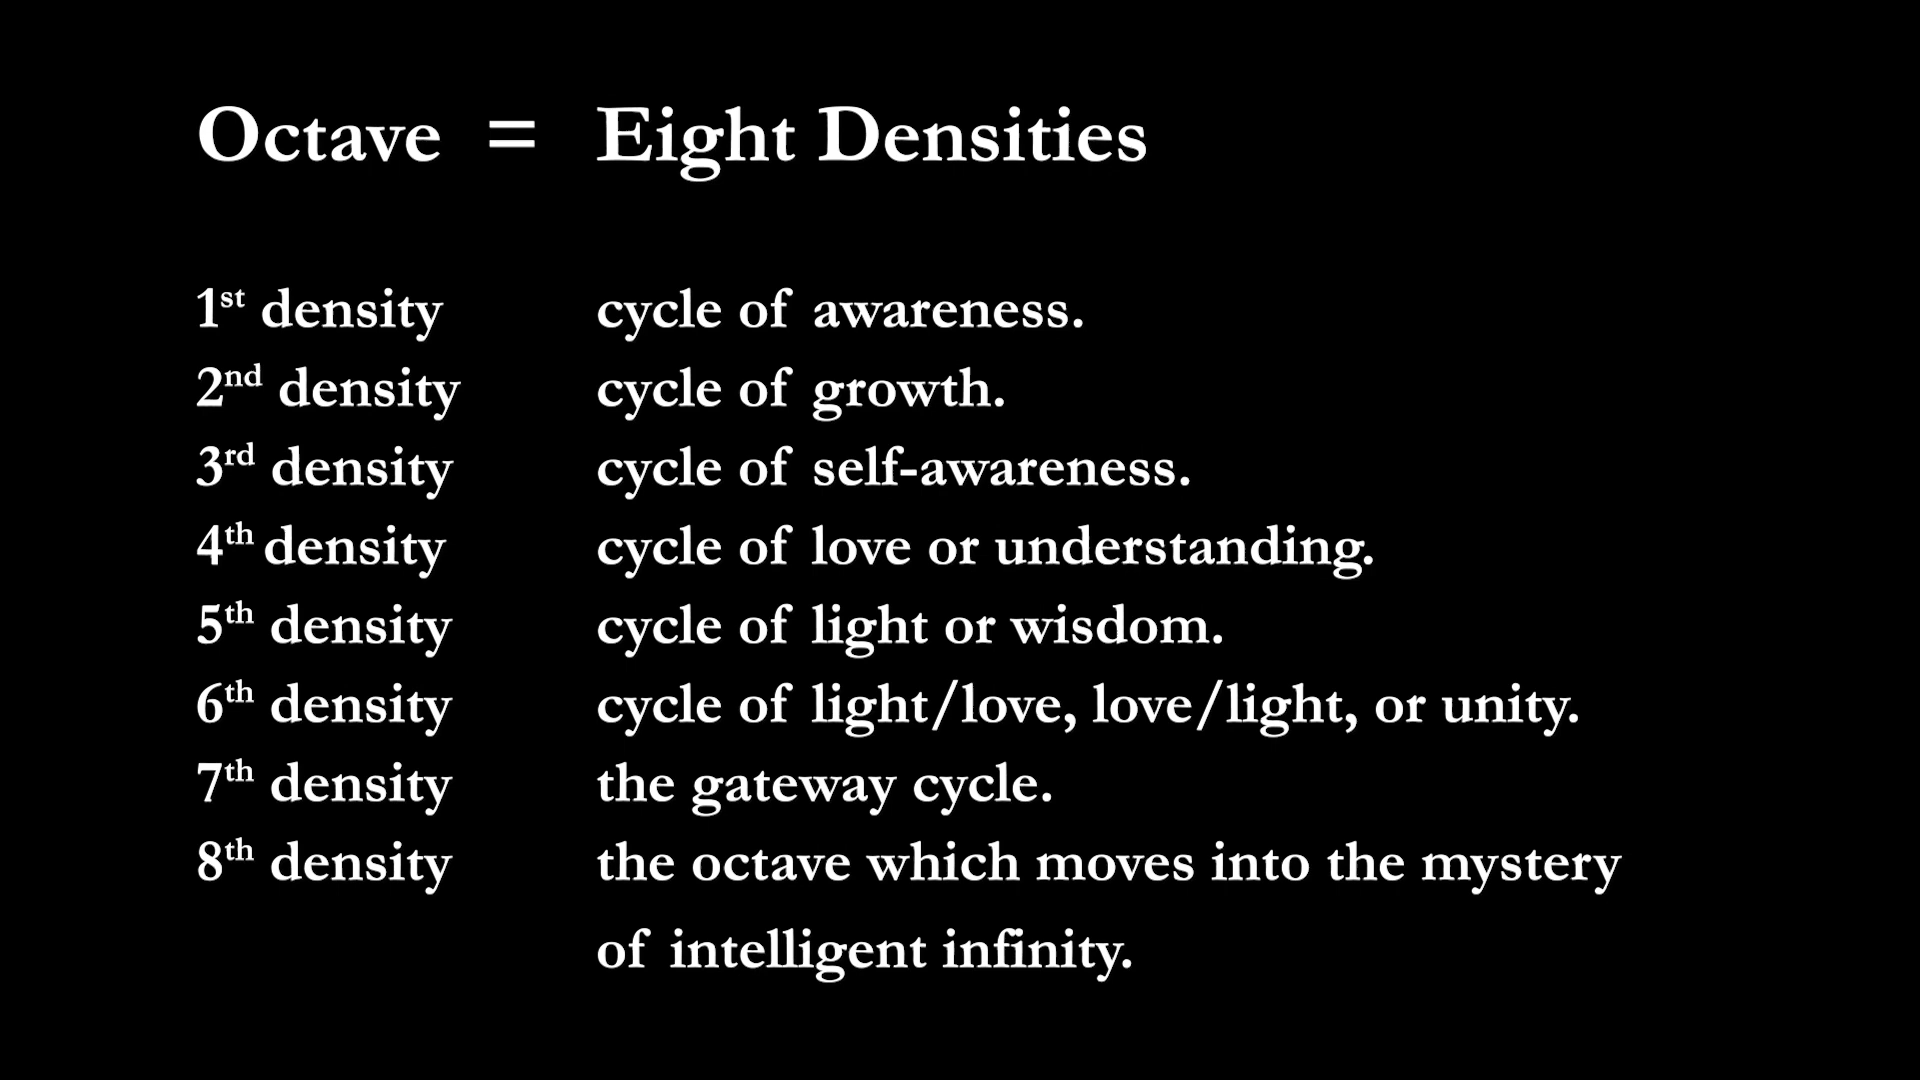 Octave = Eight Densities
1st density cycle of awareness.
2nd density cycle of growth.
3rd density cycle of self-awareness.
4th density cycle of love or understanding.
5th density cycle of light or wisdom.
6th density cycle of light/love, love/light, or unity.
7th density the gateway cycle.
8th density the octave which moves into the mystery
of intelligent infinity.